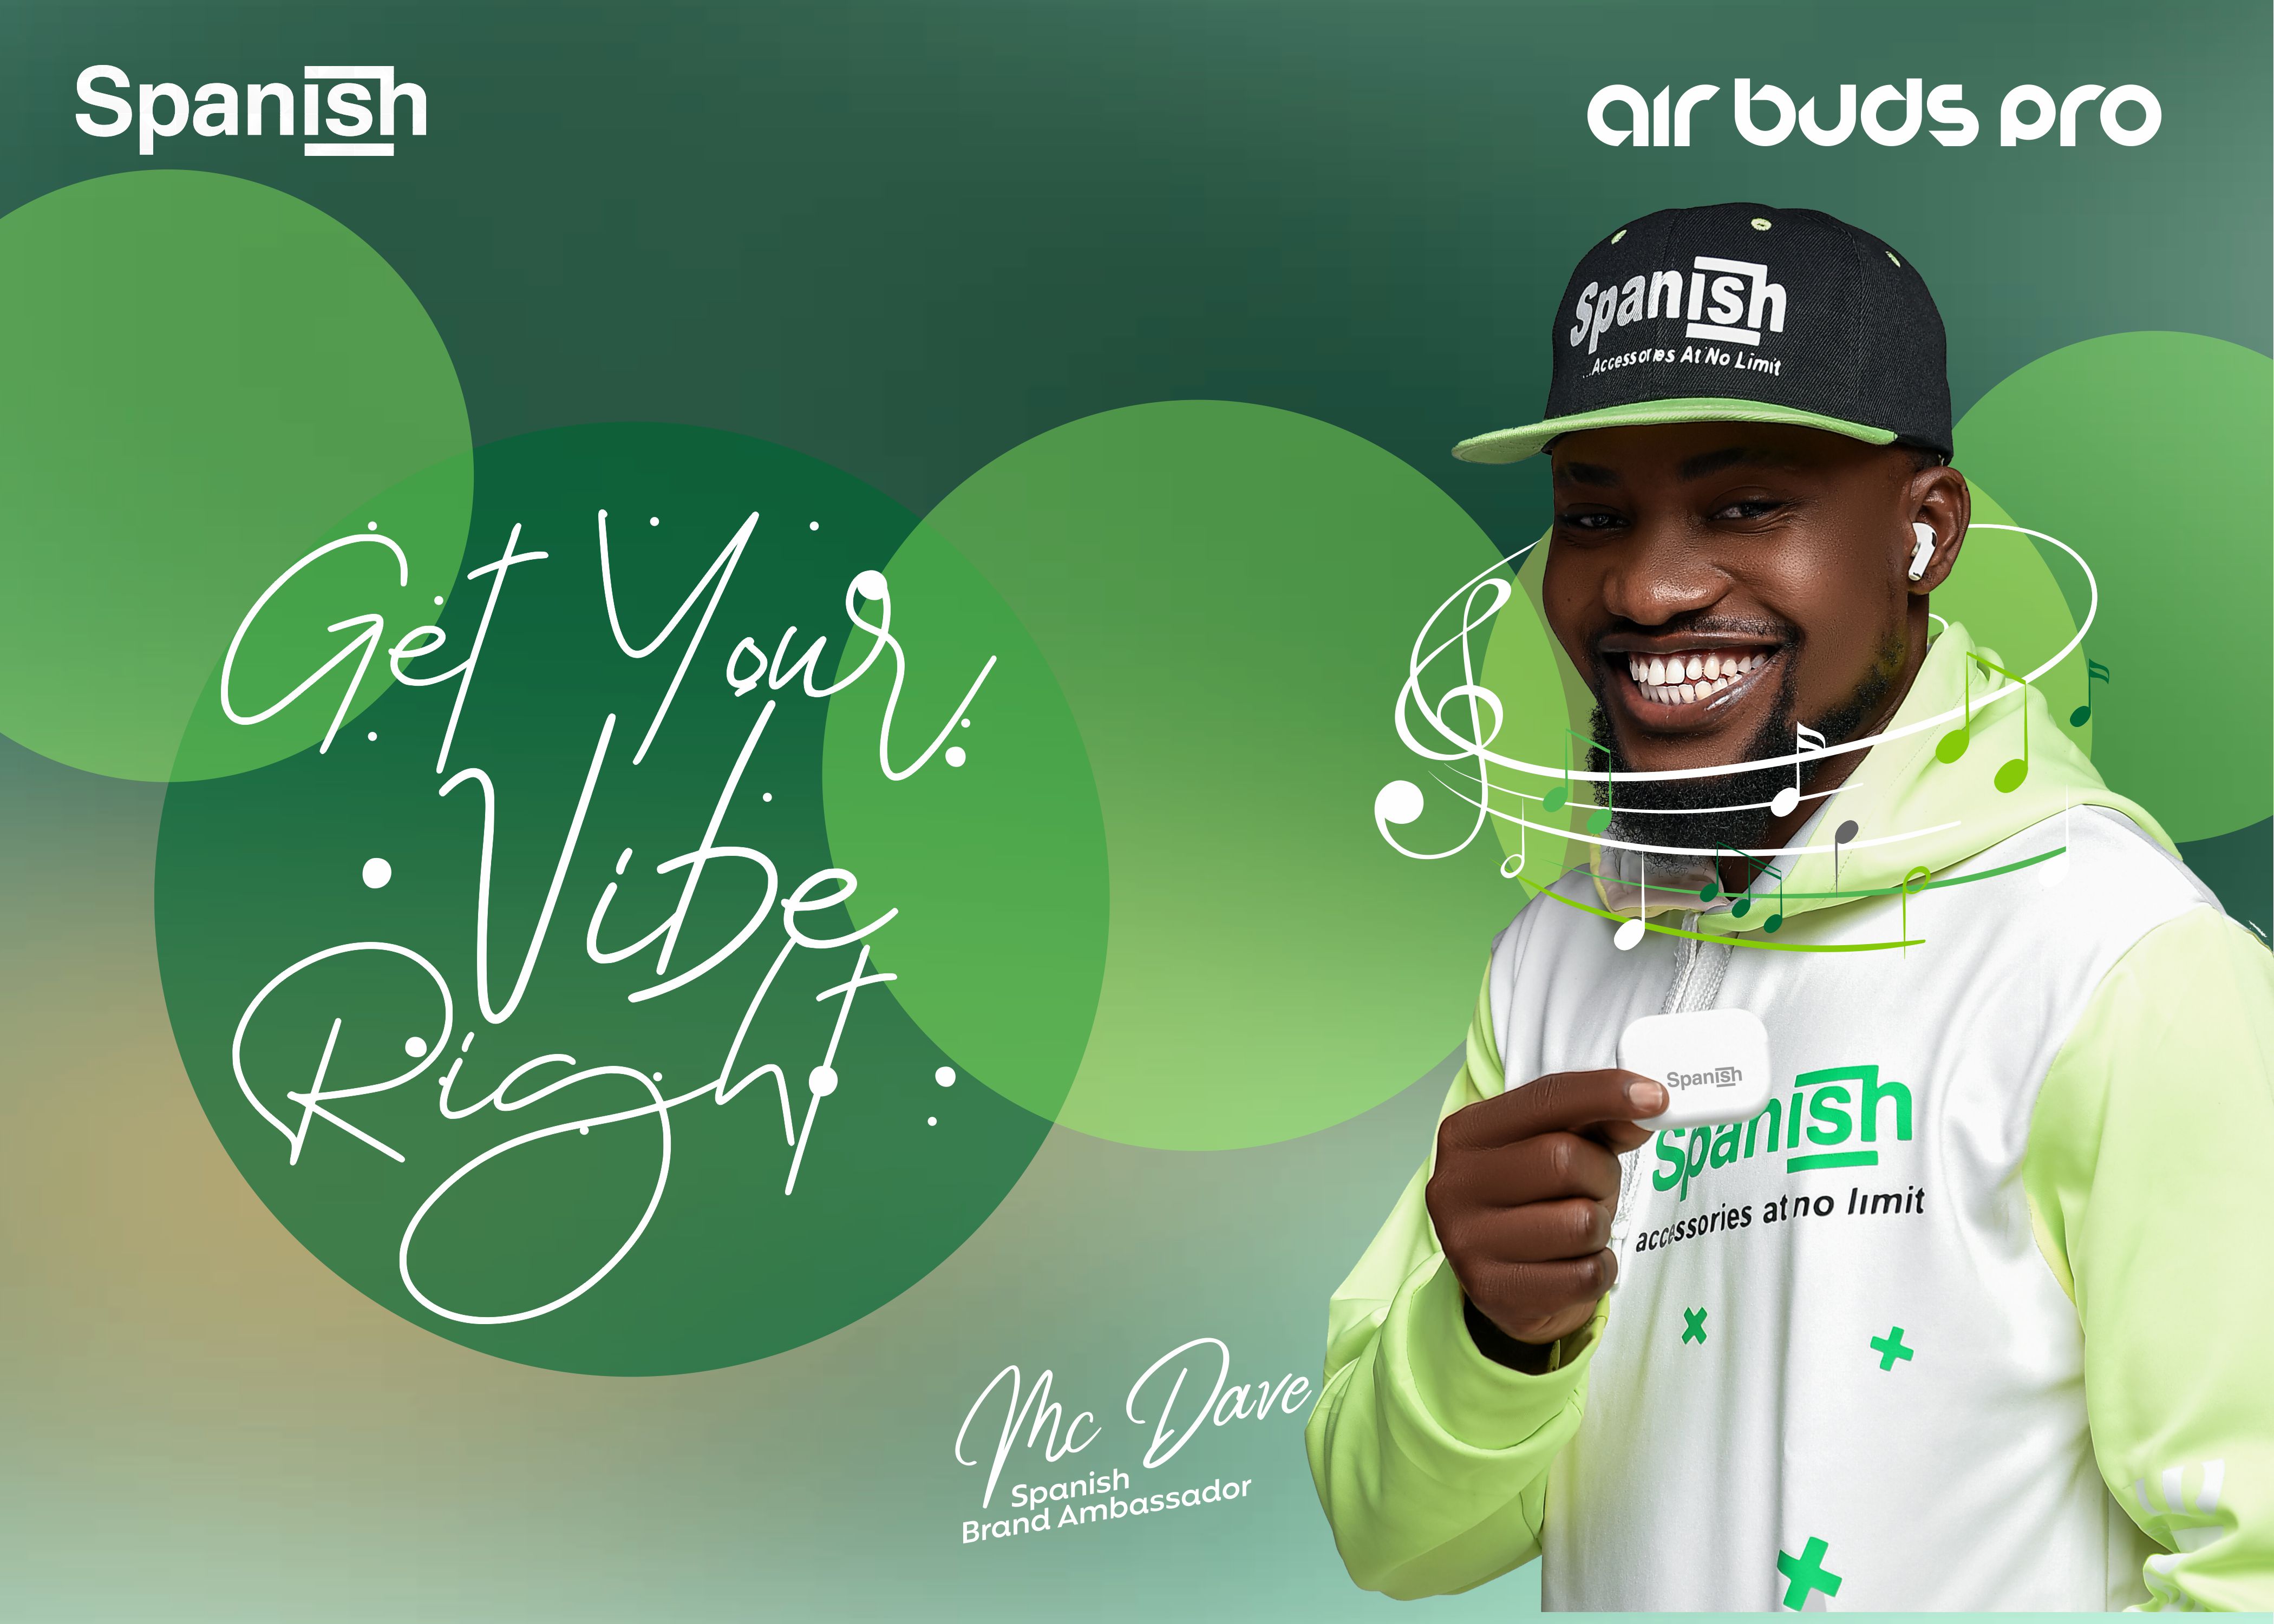 Spanish
air buds pro
Spanish
...Accessories At No Limit
Get Your
Vibe
Right
Spanish
Spanish
accessories at no limit
Mc Dave
Spanish
Brand Ambassador